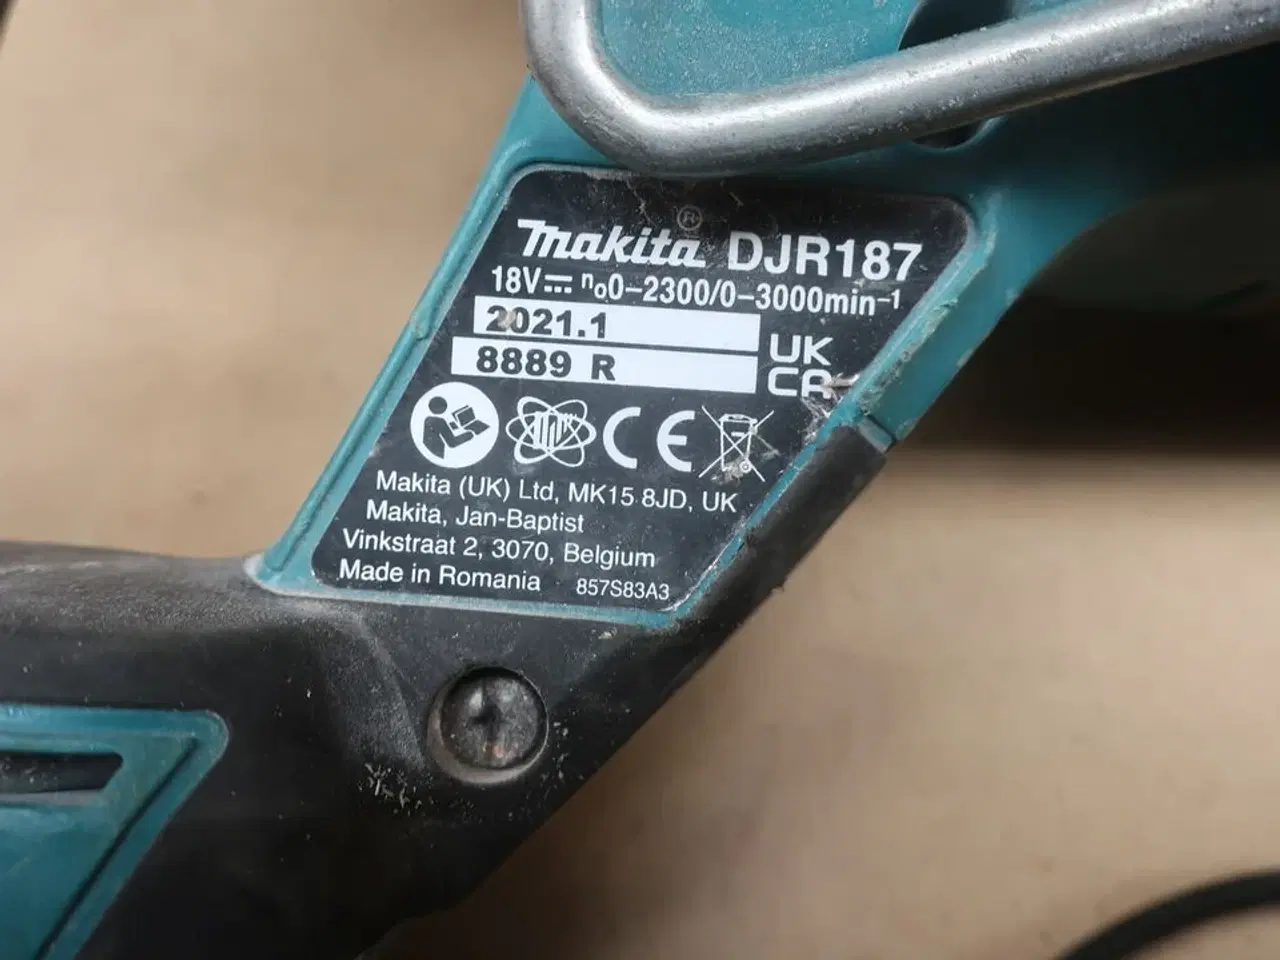 makita® DJR187
18V⎓ n₀0-2300/0-3000min⁻¹
2021.1
8889 R
UK
CA
CE
Makita (UK) Ltd, MK15 8JD, UK
Makita, Jan-Baptist
Vinkstraat 2, 3070, Belgium
Made in Romania 857S83A3